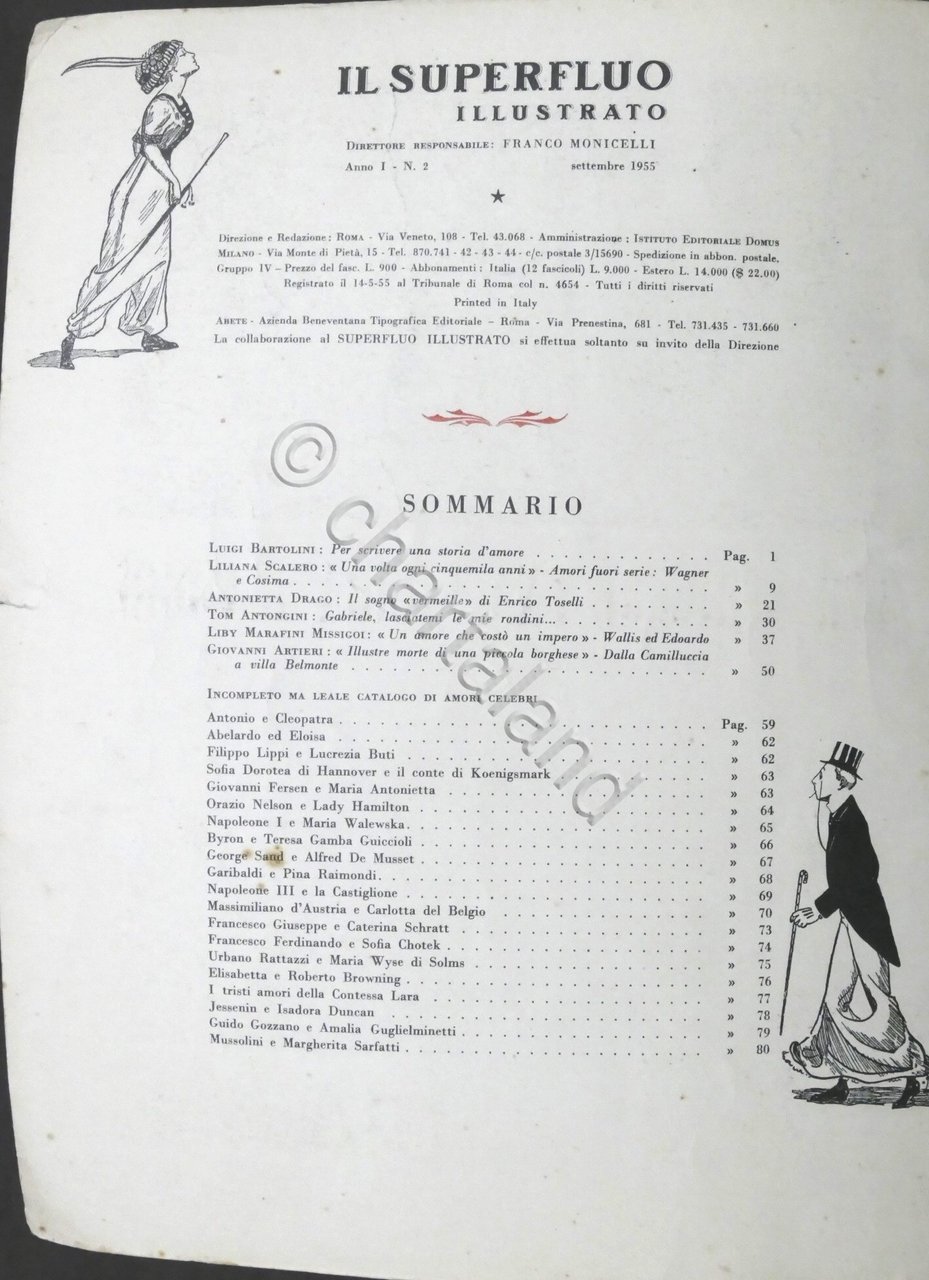 IL SUPERFLUO
ILLUSTRATO
DIRETTORE RESPONSABILE: FRANCO MONICELLI
Anno I - N. 2 settembre 1955
★
Direzione e Redazione: ROMA - Via Veneto, 108 - Tel. 43.068 - Amministrazione: ISTITUTO EDITORIALE DOMUS
MILANO - Via Monte di Pietà, 15 - Tel. 870.741 - 42 - 43 - 44 - c/c. postale 3/15690 - Spedizione in abbon. postale.
Gruppo IV - Prezzo del fasc. L. 900 - Abbonamenti: Italia (12 fascicoli) L. 9.000 - Estero L. 14.000 ($ 22.00)
Registrato il 14-5-55 al Tribunale di Roma col n. 4654 - Tutti i diritti riservati
Printed in Italy
ABETE - Azienda Beneventana Tipografica Editoriale - Roma - Via Prenestina, 681 - Tel. 731.435 - 731.660
La collaborazione al SUPERFLUO ILLUSTRATO si effettua soltanto su invito della Direzione
© chartaland
SOMMARIO
LUIGI BARTOLINI: Per scrivere una storia d'amore . . . . . . . . . . . . Pag. 1
LILIANA SCALERO: « Una volta ogni cinquemila anni » - Amori fuori serie: Wagner
e Cosima . . . . . . . . . . . . . . . . . . . . . . . . » 9
ANTONIETTA DRAGO: Il sogno «vermeille» di Enrico Toselli . . . . . . . . . » 21
TOM ANTONGINI: Gabriele, lasciatemi le mie rondini... . . . . . . . . . . . » 30
LIBY MARAFINI MISSIGOI: « Un amore che costò un impero » - Wallis ed Edoardo » 37
GIOVANNI ARTIERI: « Illustre morte di una piccola borghese » - Dalla Camilluccia
a villa Belmonte . . . . . . . . . . . . . . . . . . . . . » 50
INCOMPLETO MA LEALE CATALOGO DI AMORI CELEBRI
Antonio e Cleopatra . . . . . . . . . . . . . . . . . . . . . . Pag. 59
Abelardo ed Eloisa . . . . . . . . . . . . . . . . . . . . . . » 62
Filippo Lippi e Lucrezia Buti . . . . . . . . . . . . . . . . . . » 62
Sofia Dorotea di Hannover e il conte di Koenigsmark . . . . . . . . . . » 63
Giovanni Fersen e Maria Antonietta . . . . . . . . . . . . . . . . » 63
Orazio Nelson e Lady Hamilton . . . . . . . . . . . . . . . . . » 64
Napoleone I e Maria Walewska . . . . . . . . . . . . . . . . . . » 65
Byron e Teresa Gamba Guiccioli . . . . . . . . . . . . . . . . . » 66
George Sand e Alfred De Musset . . . . . . . . . . . . . . . . . » 67
Garibaldi e Pina Raimondi . . . . . . . . . . . . . . . . . . . » 68
Napoleone III e la Castiglione . . . . . . . . . . . . . . . . . . » 69
Massimiliano d'Austria e Carlotta del Belgio . . . . . . . . . . . . . » 70
Francesco Giuseppe e Caterina Schratt . . . . . . . . . . . . . . . » 73
Francesco Ferdinando e Sofia Chotek . . . . . . . . . . . . . . . » 74
Urbano Rattazzi e Maria Wyse di Solms . . . . . . . . . . . . . . » 75
Elisabetta e Roberto Browning . . . . . . . . . . . . . . . . . . » 76
I tristi amori della Contessa Lara . . . . . . . . . . . . . . . . . » 77
Jessenin e Isadora Duncan . . . . . . . . . . . . . . . . . . . » 78
Guido Gozzano e Amalia Guglielminetti . . . . . . . . . . . . . . . » 79
Mussolini e Margherita Sarfatti . . . . . . . . . . . . . . . . . . » 80